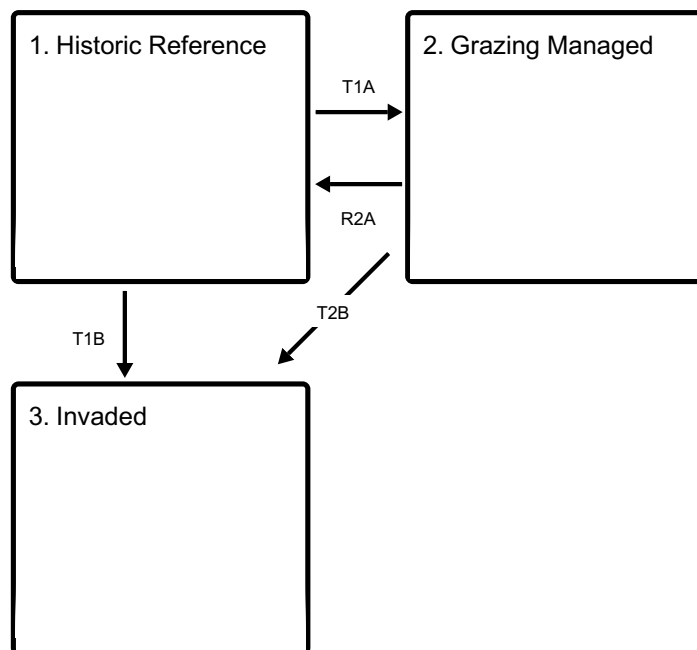 1. Historic Reference
2. Grazing Managed
T1A
R2A
T2B
T1B
3. Invaded